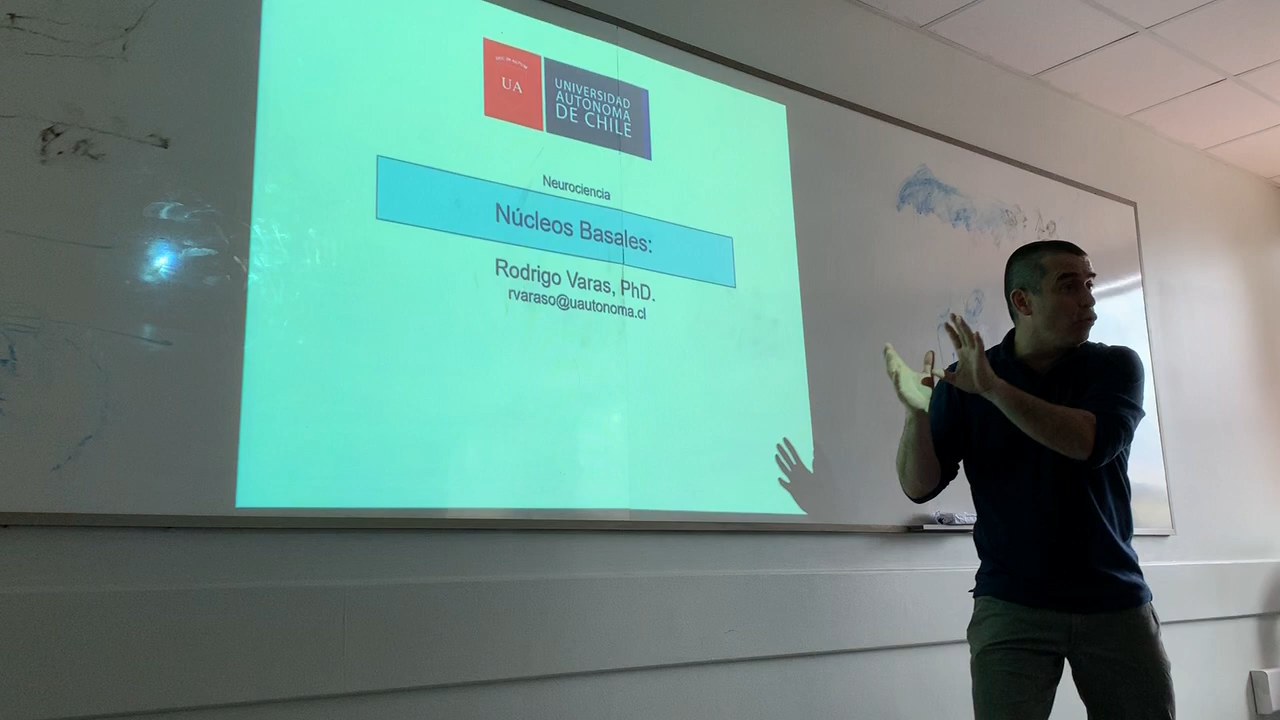 UA
UNIVERSIDAD
AUTONOMA
DE CHILE
Neurociencia
Núcleos Basales:
Rodrigo Varas, PhD.
rvaraso@uautonoma.cl